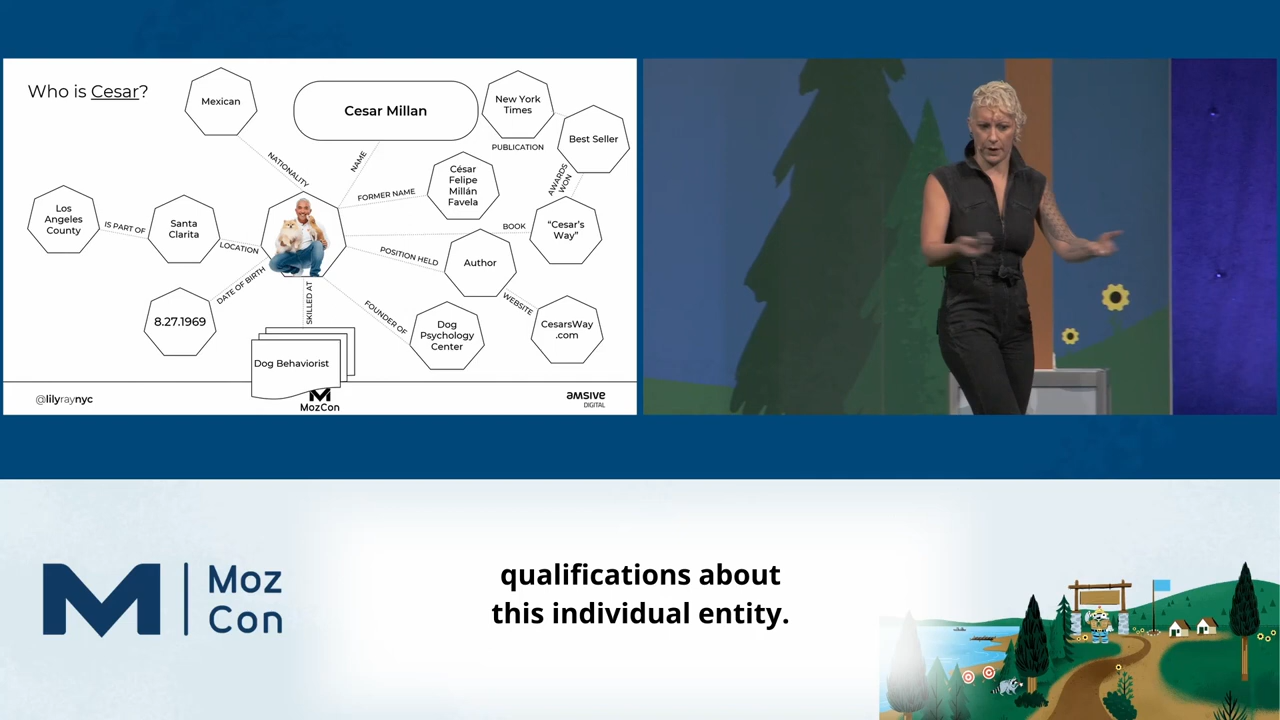 Who is Cesar?
Mexican
Cesar Millan
New York
Times
Best Seller
PUBLICATION
NATIONALITY
NAME
AWARDS
WON
César
Felipe
Millán
Favela
FORMER NAME
Los
Angeles
County
IS PART OF
Santa
Clarita
LOCATION
BOOK
"Cesar's
Way"
POSITION HELD
Author
DATE OF BIRTH
8.27.1969
SKILLED AT
FOUNDER OF
WEBSITE
Dog
Psychology
Center
CesarsWay
.com
Dog Behaviorist
@lilyraynyc
MozCon
amsive
DIGITAL
Moz
Con
qualifications about
this individual entity.